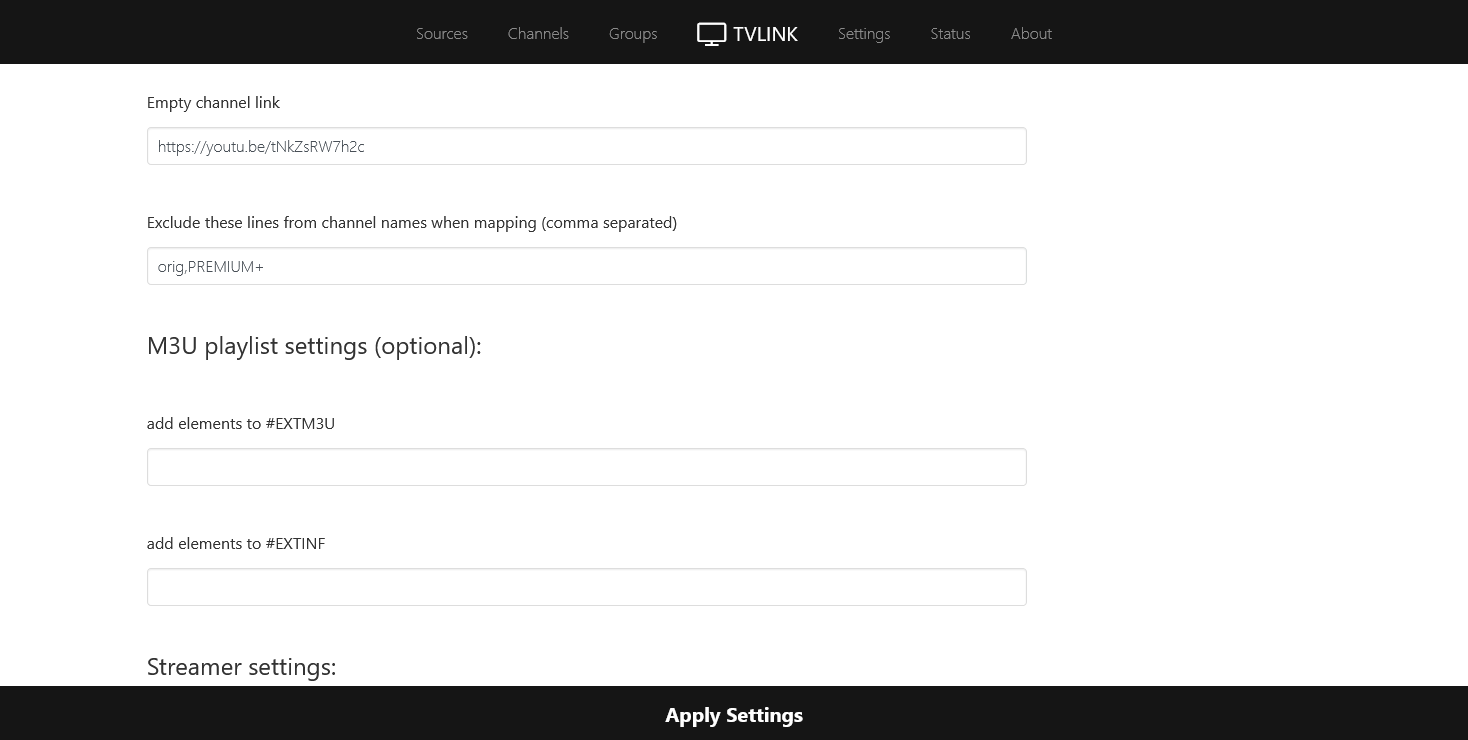 Sources Channels Groups TVLINK Settings Status About
Empty channel link
https://youtu.be/tNkZsRW7h2c
Exclude these lines from channel names when mapping (comma separated)
orig,PREMIUM+
M3U playlist settings (optional):
add elements to #EXTM3U
add elements to #EXTINF
Streamer settings:
Apply Settings